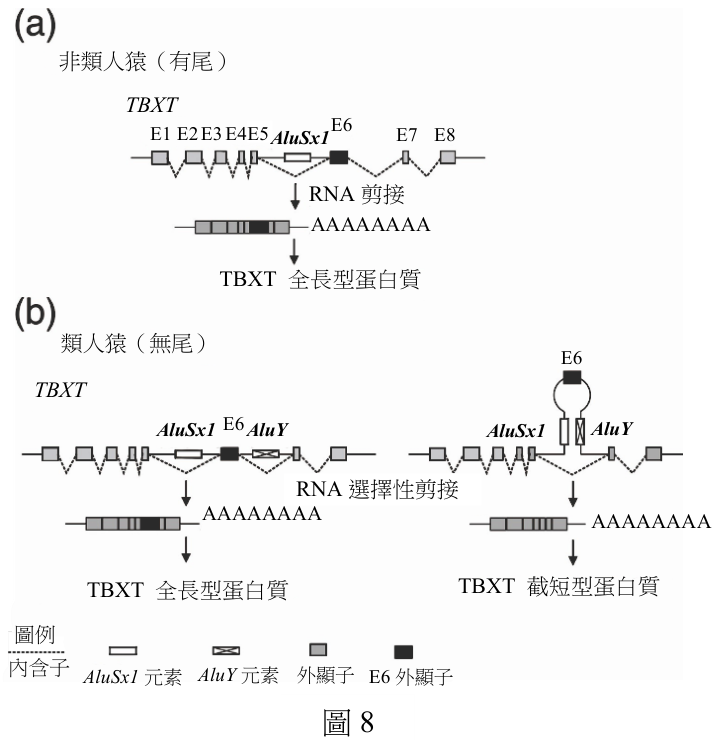 (a)
非類人猿（有尾）
TBXT
E1 E2 E3 E4 E5 AluSx1 E6 E7 E8
RNA 剪接
AAAAAAAA
TBXT 全長型蛋白質
(b)
類人猿（無尾）
TBXT
AluSx1 E6 AluY
E6
AluSx1 AluY
RNA 選擇性剪接
AAAAAAAA
AAAAAAAA
TBXT 全長型蛋白質
TBXT 截短型蛋白質
圖例
內含子
AluSx1 元素
AluY 元素
外顯子
E6 外顯子
圖 8